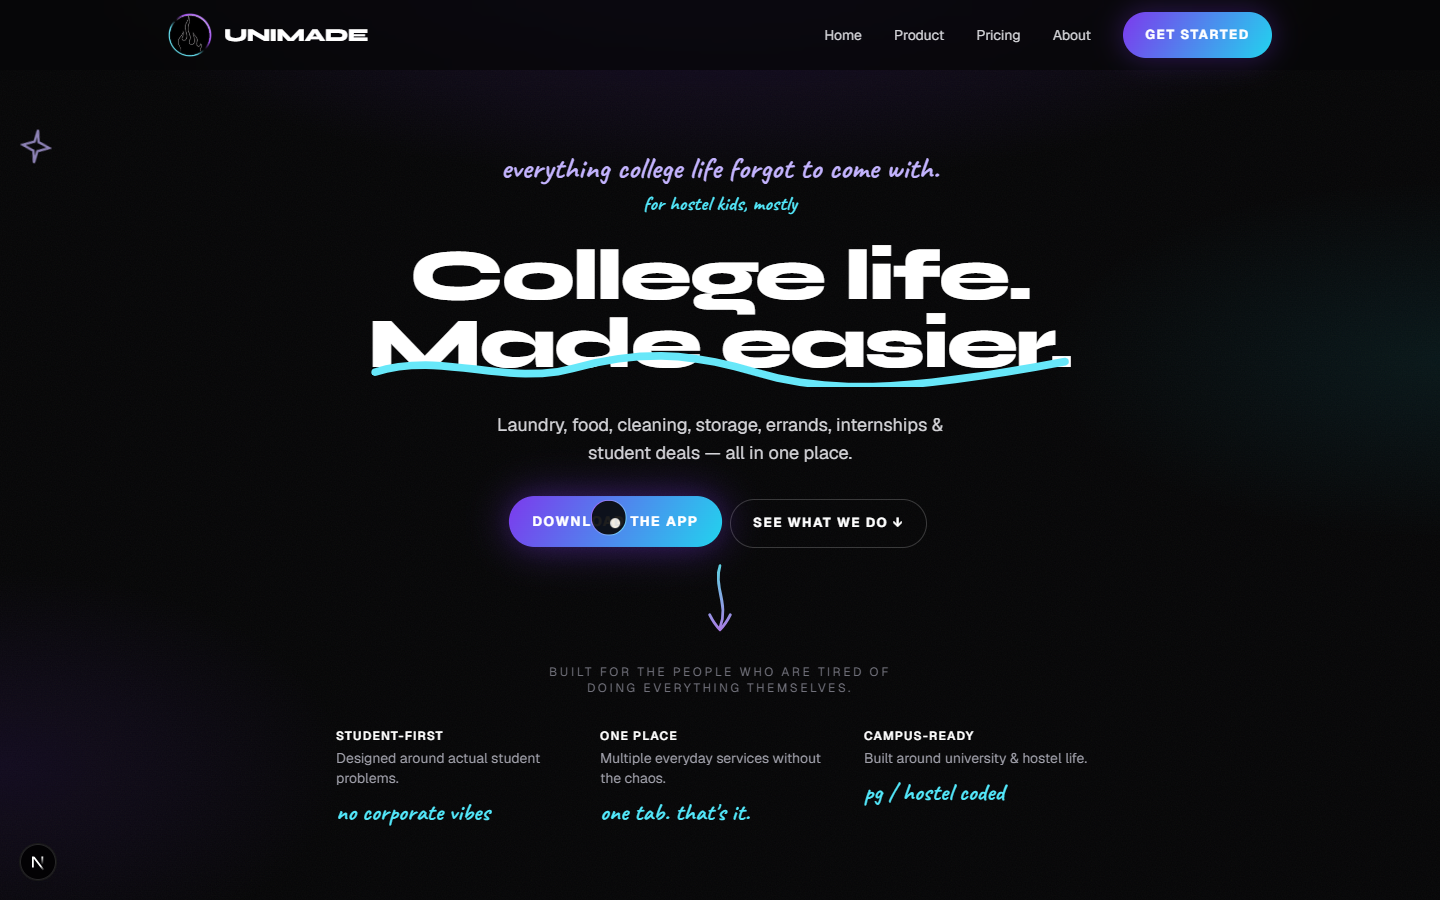 UNIMADE
Home
Product
Pricing
About
GET STARTED
everything college life forgot to come with.
for hostel kids, mostly
College life.
Made easier.
Laundry, food, cleaning, storage, errands, internships &
student deals — all in one place.
DOWNL THE APP
SEE WHAT WE DO ↓
BUILT FOR THE PEOPLE WHO ARE TIRED OF
DOING EVERYTHING THEMSELVES.
STUDENT-FIRST
Designed around actual student
problems.
no corporate vibes
ONE PLACE
Multiple everyday services without
the chaos.
one tab. that's it.
CAMPUS-READY
Built around university & hostel life.
pg / hostel coded
N